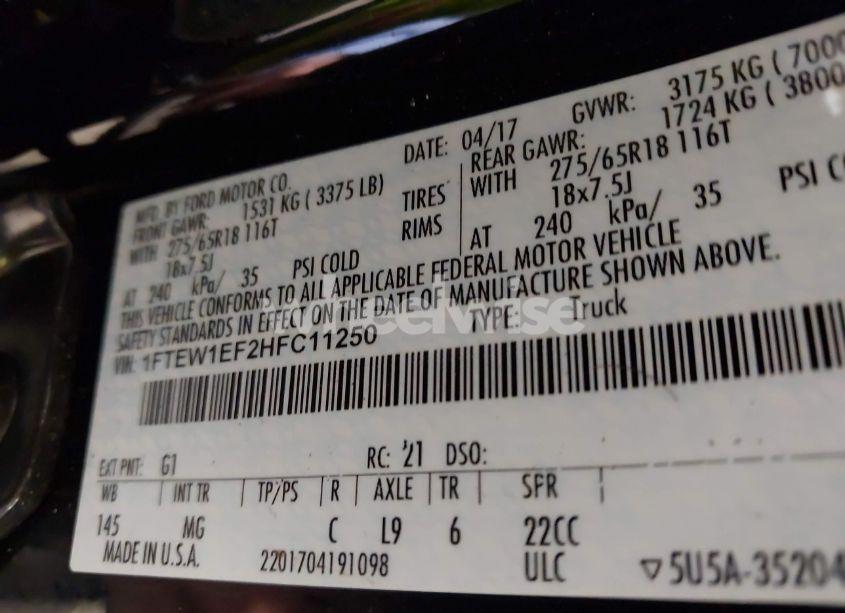 MFD. BY FORD MOTOR CO.
DATE: 04/17
GVWR: 3175 KG ( 7000
FRONT GAWR: 1531 KG ( 3375 LB)
REAR GAWR: 1724 KG ( 3800
WITH 275/65R18 116T
TIRES
WITH 275/65R18 116T
18x7.5J
RIMS
18x7.5J
AT 240 kPa/ 35 PSI COLD
AT 240 kPa/ 35 PSI CO
THIS VEHICLE CONFORMS TO ALL APPLICABLE FEDERAL MOTOR VEHICLE
SAFETY STANDARDS IN EFFECT ON THE DATE OF MANUFACTURE SHOWN ABOVE.
VIN: 1FTEW1EF2HFC11250
TYPE: Truck
EXT PNT: G1
RC: '21 DSO:
WB INT TR TP/PS R AXLE TR SPR
145 MG C L9 6 22CC
MADE IN U.S.A.
2201704191098
ULC
▽5U5A-35204